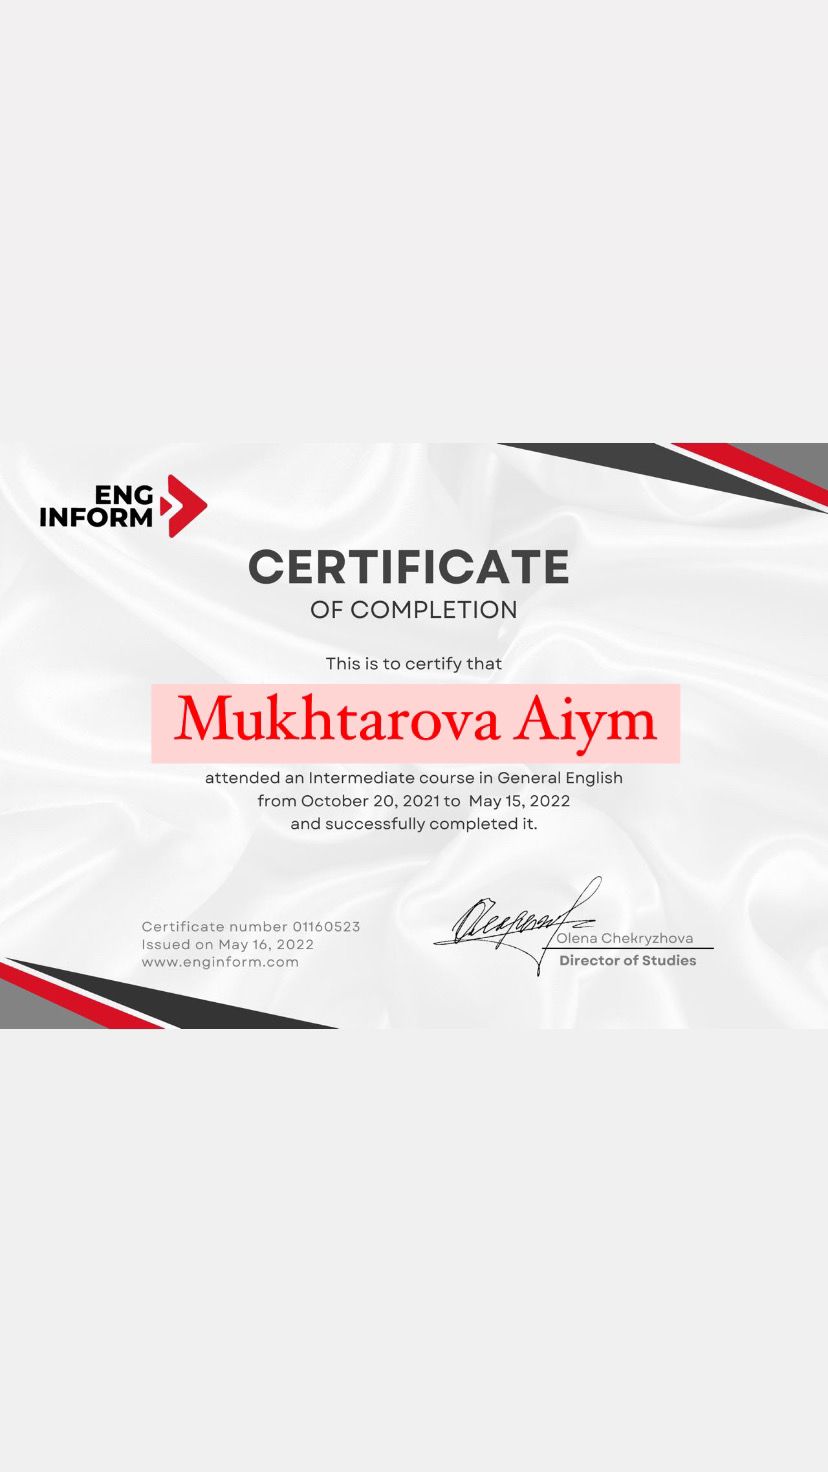 ENG
INFORM
CERTIFICATE
OF COMPLETION
This is to certify that
Mukhtarova Aiym
attended an Intermediate course in General English
from October 20, 2021 to May 15, 2022
and successfully completed it.
Certificate number 01160523
Issued on May 16, 2022
www.enginform.com
Olena Chekryzhova
Director of Studies